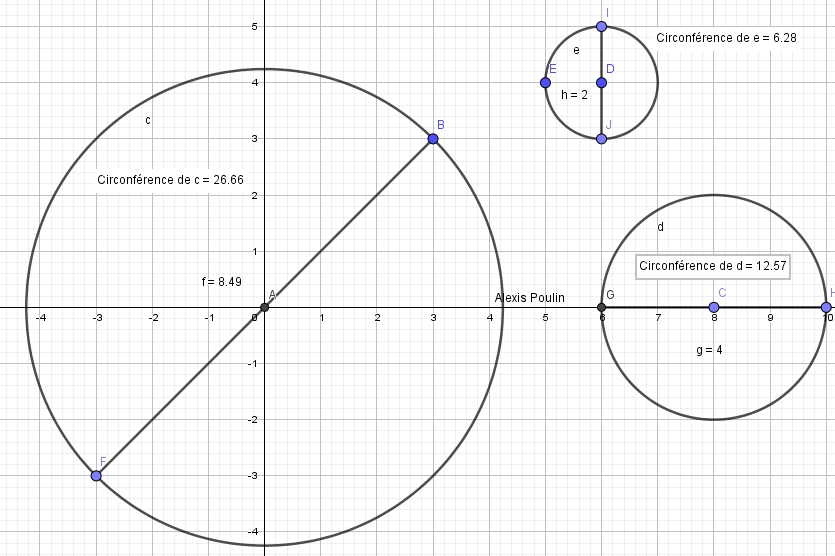 I
5
Circonférence de e = 6.28
e
4
E
D
h = 2
c
B
3
J
Circonférence de c = 26.66
2
d
1
Circonférence de d = 12.57
f = 8.49
A
Alexis Poulin
G
C
H
-4
-3
-2
-1
0
1
2
3
4
6
7
8
9
10
g = 4
-1
-2
F
-3
-4